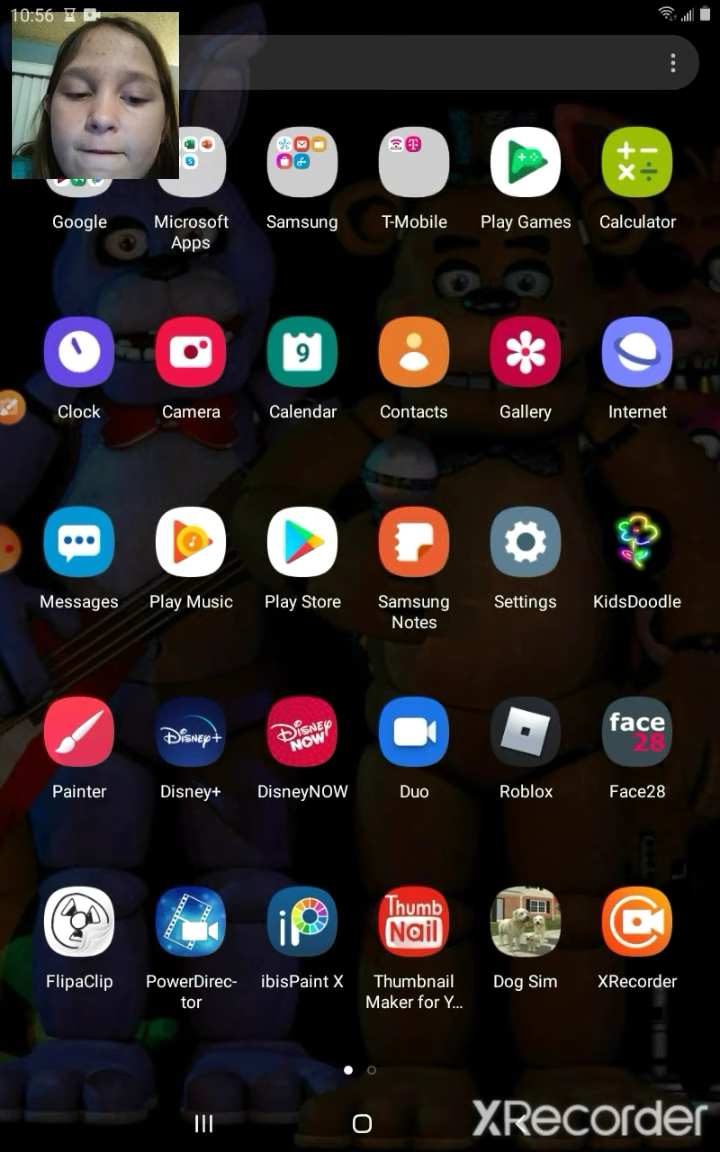 10:56
Google
Microsoft
Apps
Samsung
T-Mobile
Play Games
Calculator
9
Clock
Camera
Calendar
Contacts
Gallery
Internet
Messages
Play Music
Play Store
Samsung
Notes
Settings
KidsDoodle
Disney+
Disney
NOW
face
28
Painter
Disney+
DisneyNOW
Duo
Roblox
Face28
iP
Thumb
Nail
FlipaClip
PowerDirec-
tor
ibisPaint X
Thumbnail
Maker for Y...
Dog Sim
XRecorder
XRecorder